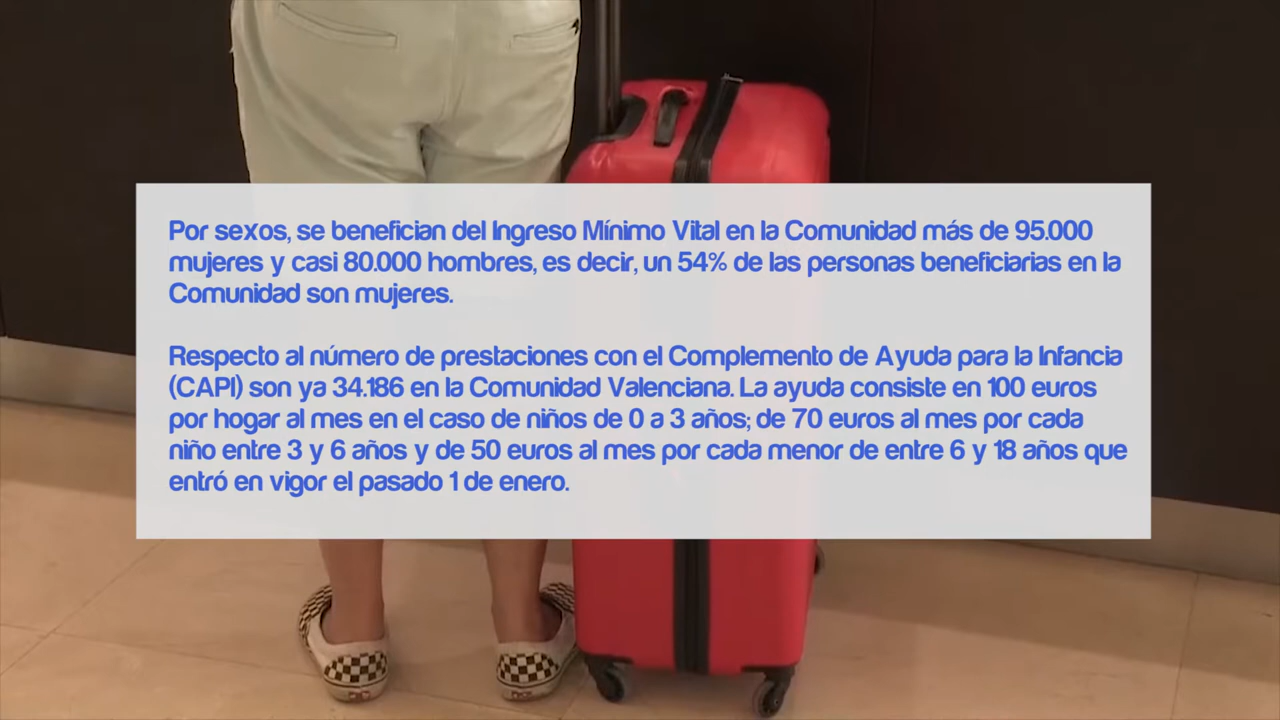 Por sexos, se benefician del Ingreso Mínimo Vital en la Comunidad más de 95.000
mujeres y casi 80.000 hombres, es decir, un 54% de las personas beneficiarias en la
Comunidad son mujeres.
Respecto al número de prestaciones con el Complemento de Ayuda para la Infancia
(CAPI) son ya 34.186 en la Comunidad Valenciana. La ayuda consiste en 100 euros
por hogar al mes en el caso de niños de 0 a 3 años; de 70 euros al mes por cada
niño entre 3 y 6 años y de 50 euros al mes por cada menor de entre 6 y 18 años que
entró en vigor el pasado 1 de enero.